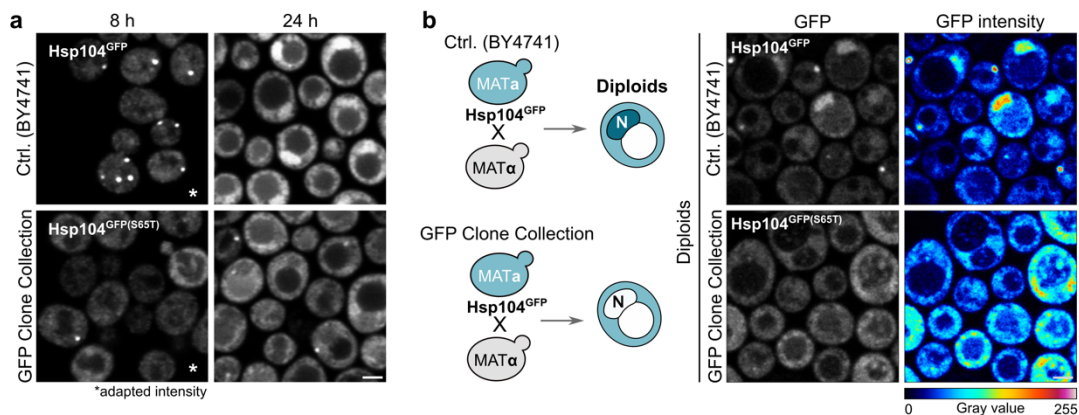 a
8 h
24 h
Ctrl. (BY4741)
Hsp104GFP
*
GFP Clone Collection
Hsp104GFP(S65T)
*
*adapted intensity
b
Ctrl. (BY4741)
MATa
Hsp104GFP
X
MATα
Diploids
N
GFP Clone Collection
MATa
Hsp104GFP
X
MATα
N
Diploids
GFP
GFP intensity
Ctrl. (BY4741)
Hsp104GFP
GFP Clone Collection
Hsp104GFP(S65T)
0
Gray value
255